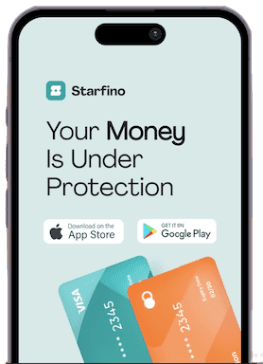 Starfino
Your Money
Is Under
Protection
Download on the
App Store
GET IT ON
Google Play
VISA
•••• 2345
•••• 2345